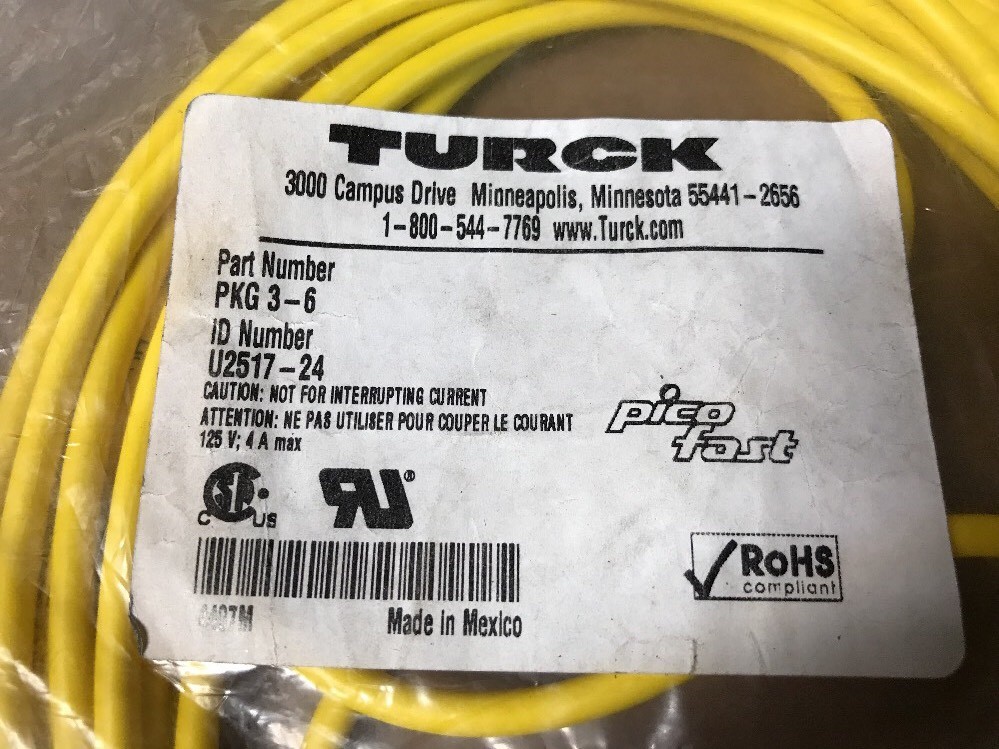 TURCK
3000 Campus Drive Minneapolis, Minnesota 55441-2656
1-800-544-7769 www.Turck.com
Part Number
PKG 3-6
ID Number
U2517-24
CAUTION: NOT FOR INTERRUPTING CURRENT
ATTENTION: NE PAS UTILISER POUR COUPER LE COURANT
125 V; 4 A max
pico
fast
C SP US
RU®
RoHS
compliant
Made in Mexico